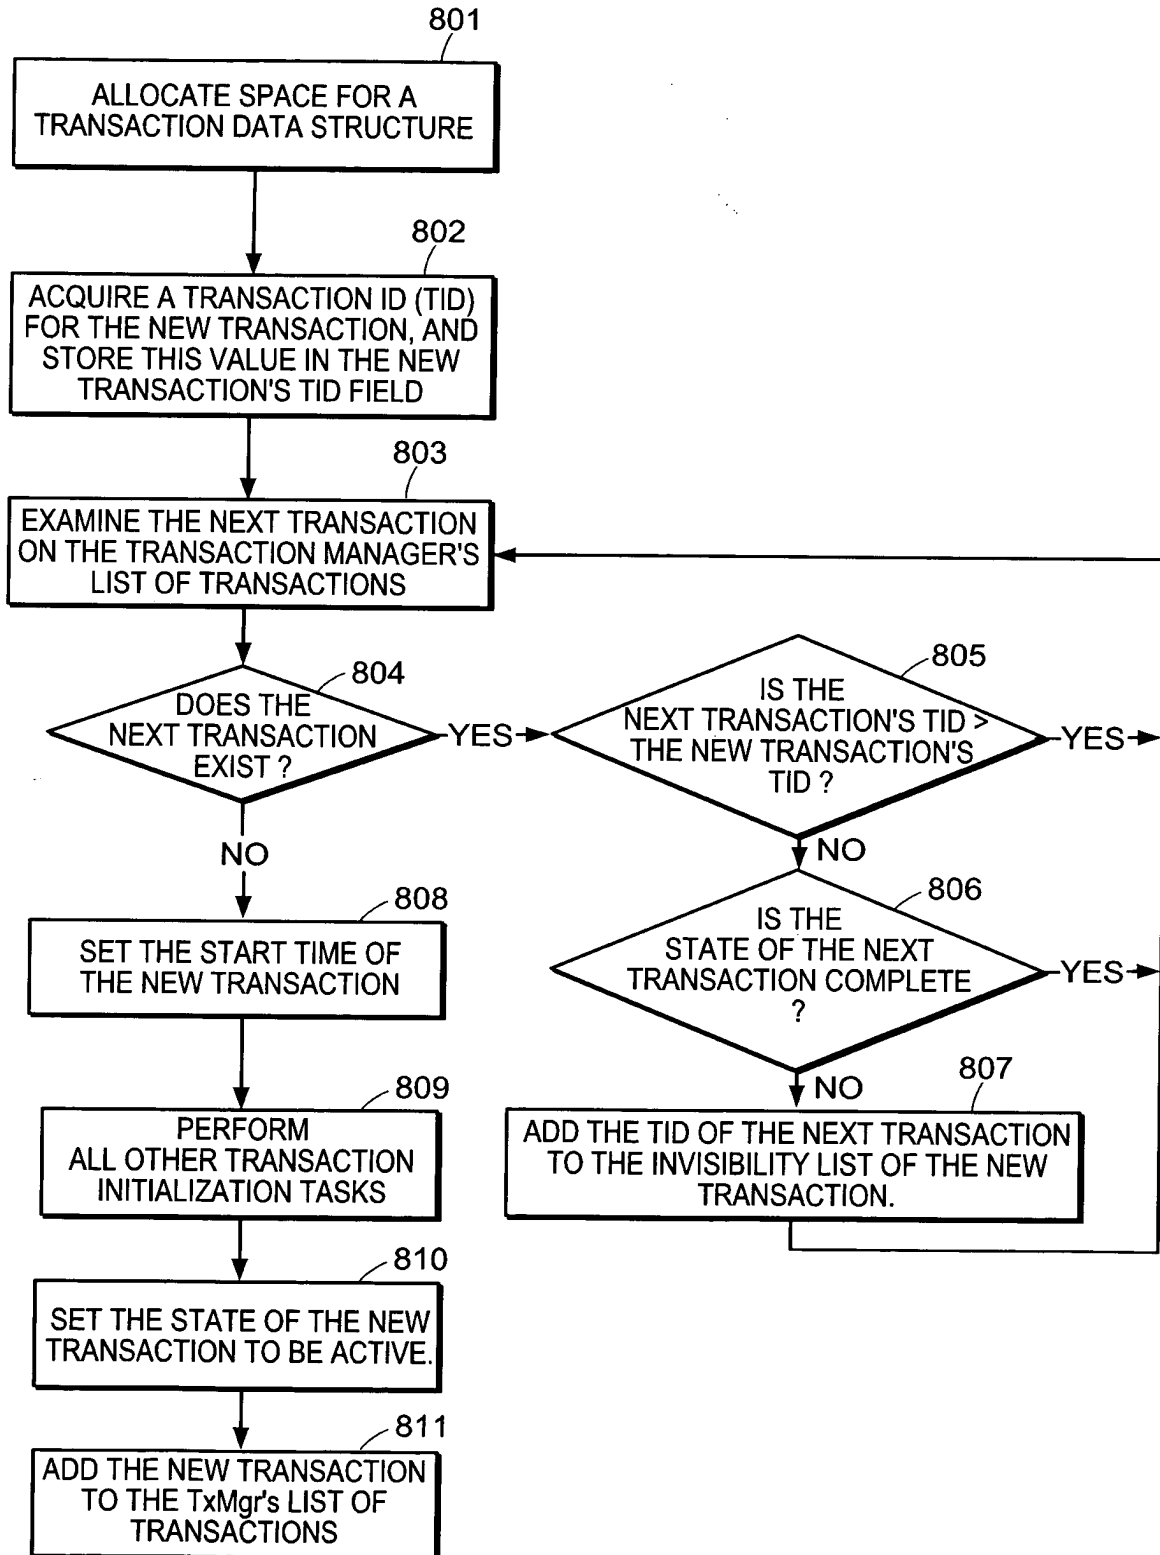 801
ALLOCATE SPACE FOR A
TRANSACTION DATA STRUCTURE
802
ACQUIRE A TRANSACTION ID (TID)
FOR THE NEW TRANSACTION, AND
STORE THIS VALUE IN THE NEW
TRANSACTION'S TID FIELD
803
EXAMINE THE NEXT TRANSACTION
ON THE TRANSACTION MANAGER'S
LIST OF TRANSACTIONS
804
DOES THE
NEXT TRANSACTION
EXIST ?
YES
NO
805
IS THE
NEXT TRANSACTION'S TID >
THE NEW TRANSACTION'S
TID ?
YES
NO
806
IS THE
STATE OF THE NEXT
TRANSACTION COMPLETE
?
YES
NO
807
ADD THE TID OF THE NEXT TRANSACTION
TO THE INVISIBILITY LIST OF THE NEW
TRANSACTION.
808
SET THE START TIME OF
THE NEW TRANSACTION
809
PERFORM
ALL OTHER TRANSACTION
INITIALIZATION TASKS
810
SET THE STATE OF THE NEW
TRANSACTION TO BE ACTIVE.
811
ADD THE NEW TRANSACTION
TO THE TxMgr's LIST OF
TRANSACTIONS